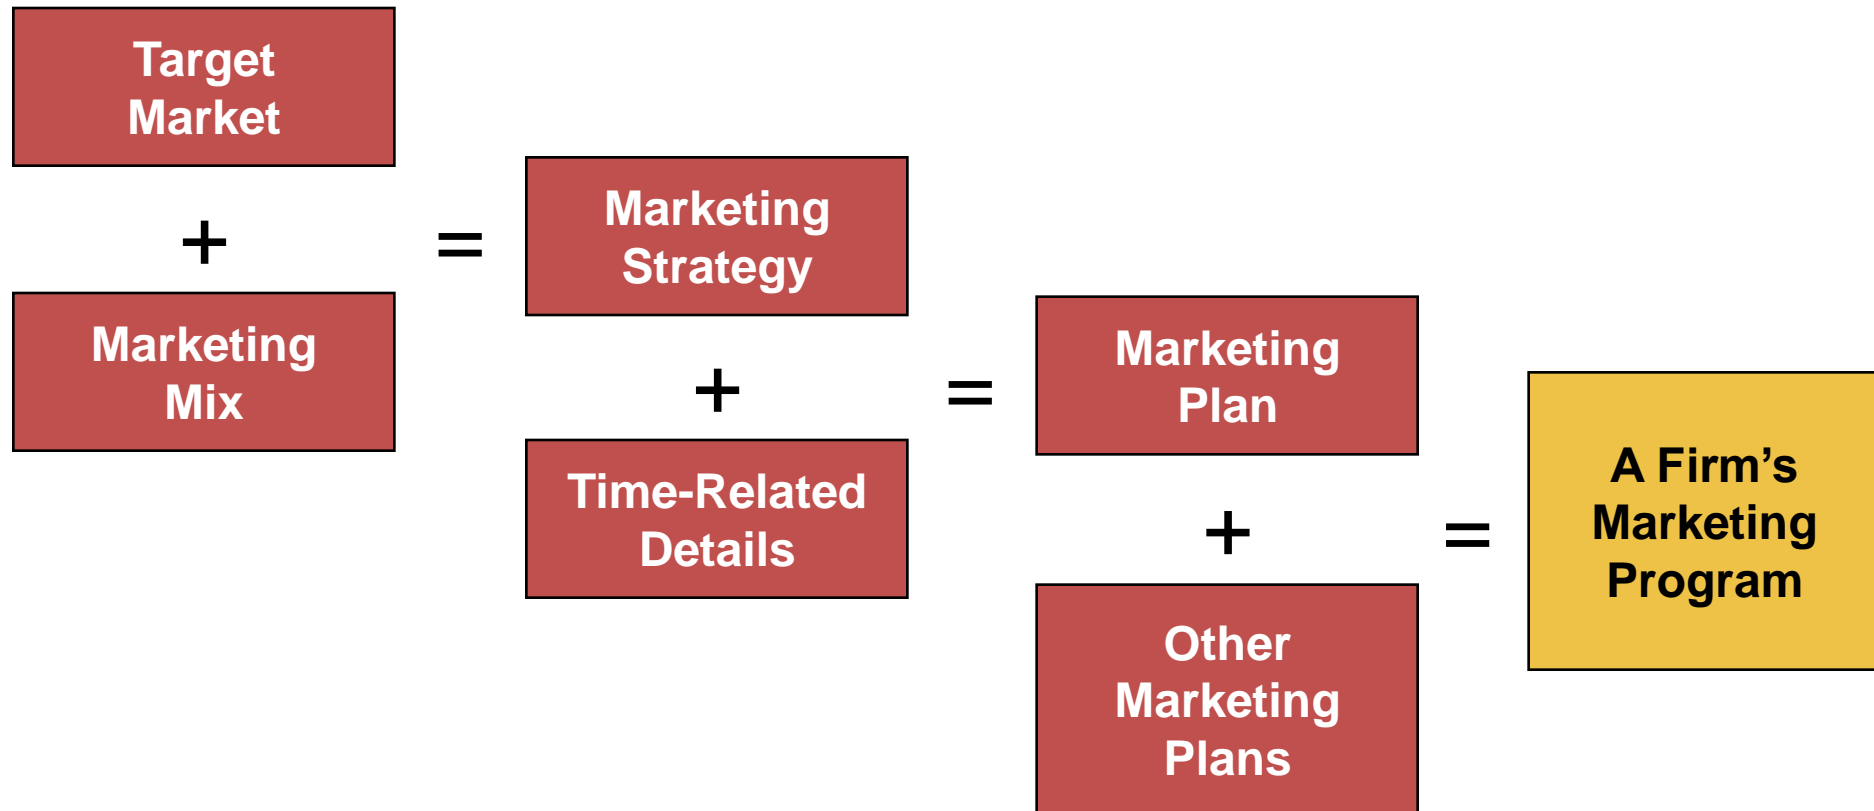 Target
Market
+
Marketing
Mix
=
Marketing
Strategy
+
Time-Related
Details
=
Marketing
Plan
+
Other
Marketing
Plans
=
A Firm’s
Marketing
Program